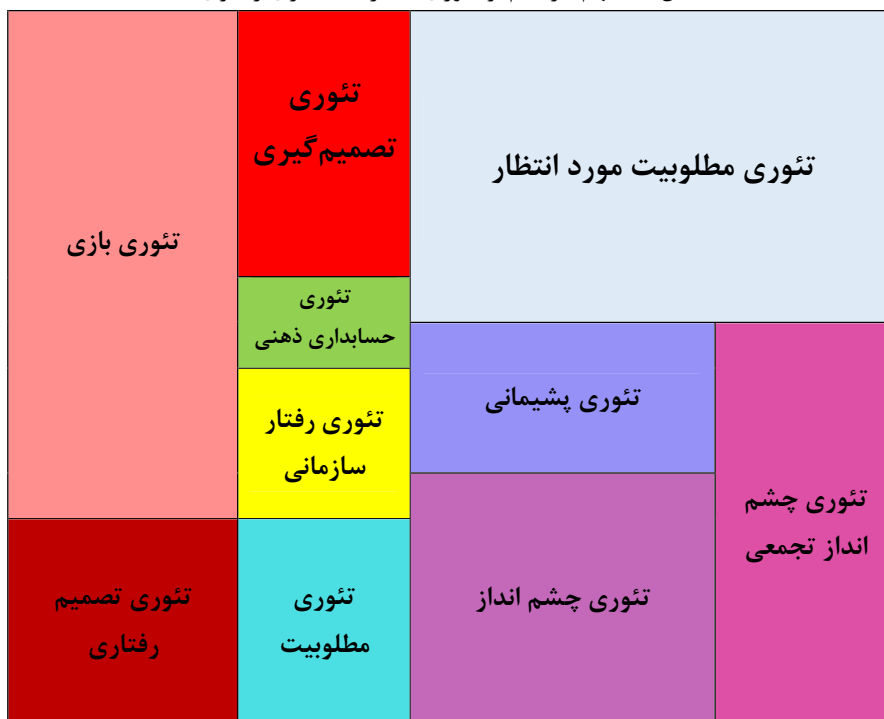 تئوری مطلوبیت مورد انتظار
تئوری
تصمیم‌گیری
تئوری بازی
تئوری
حسابداری ذهنی
تئوری پشیمانی
تئوری چشم
انداز تجمعی
تئوری رفتار
سازمانی
تئوری چشم انداز
تئوری
مطلوبیت
تئوری تصمیم
رفتاری